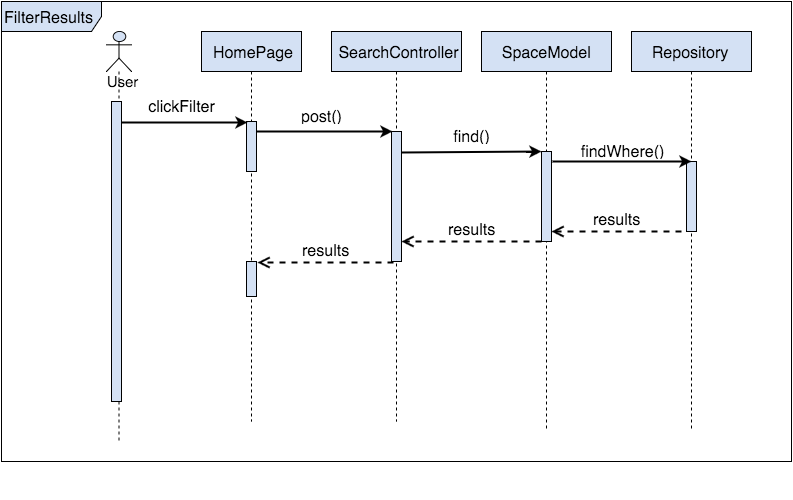 FilterResults
User
HomePage
SearchController
SpaceModel
Repository
clickFilter
post()
find()
findWhere()
results
results
results